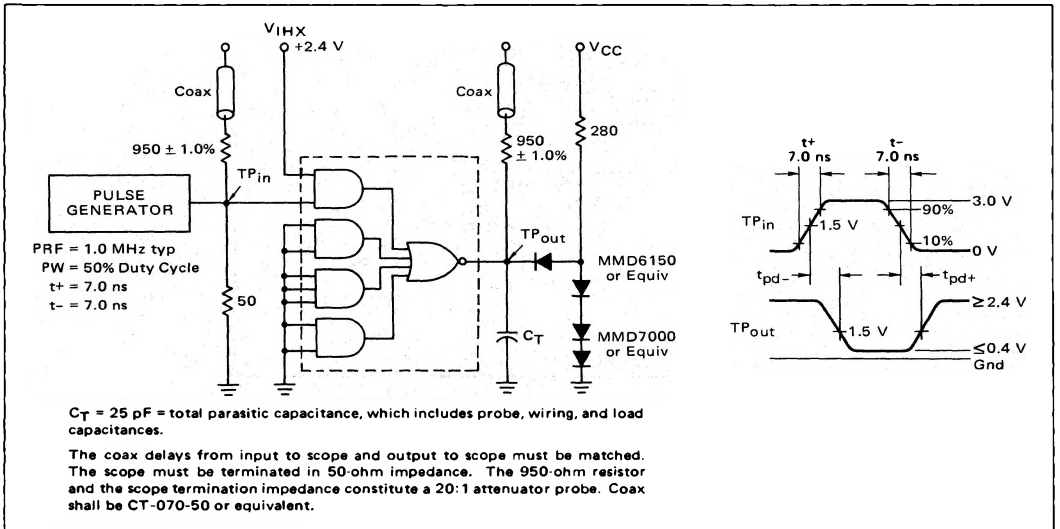 VIHX
+2.4 V
VCC
Coax
Coax
280
950 ± 1.0%
950
± 1.0%
TPin
PULSE
GENERATOR
PRF = 1.0 MHz typ
PW = 50% Duty Cycle
t+ = 7.0 ns
t– = 7.0 ns
50
TPout
MMD6150
or Equiv
CT
MMD7000
or Equiv
t+
7.0 ns
t–
7.0 ns
TPin
3.0 V
90%
1.5 V
10%
0 V
tpd–
tpd+
TPout
≥2.4 V
1.5 V
≤0.4 V
Gnd
CT = 25 pF = total parasitic capacitance, which includes probe, wiring, and load
capacitances.
The coax delays from input to scope and output to scope must be matched.
The scope must be terminated in 50-ohm impedance. The 950-ohm resistor
and the scope termination impedance constitute a 20:1 attenuator probe. Coax
shall be CT-070-50 or equivalent.